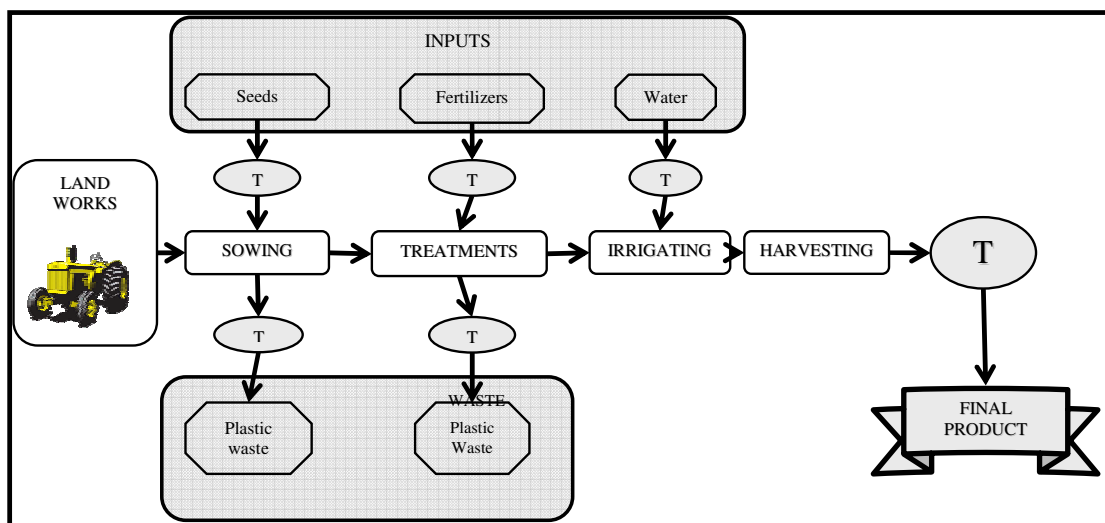 INPUTS
Seeds
Fertilizers
Water
T
T
T
LAND
WORKS
SOWING
TREATMENTS
IRRIGATING
HARVESTING
T
T
T
WASTE
Plastic
waste
Plastic
Waste
FINAL
PRODUCT